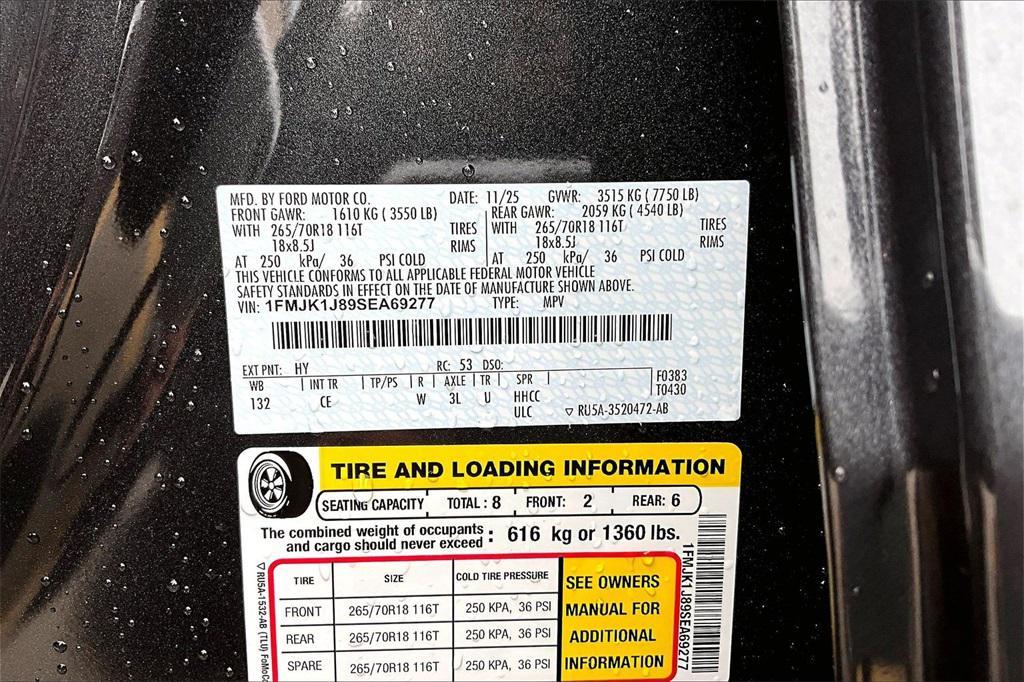 MFD. BY FORD MOTOR CO. DATE: 11/25 GVWR: 3515 KG ( 7750 LB)
FRONT GAWR: 1610 KG ( 3550 LB) REAR GAWR: 2059 KG ( 4540 LB)
WITH 265/70R18 116T TIRES WITH 265/70R18 116T TIRES
18x8.5J RIMS 18x8.5J RIMS
AT 250 kPa/ 36 PSI COLD AT 250 kPa/ 36 PSI COLD
THIS VEHICLE CONFORMS TO ALL APPLICABLE FEDERAL MOTOR VEHICLE
SAFETY STANDARDS IN EFFECT ON THE DATE OF MANUFACTURE SHOWN ABOVE.
VIN: 1FMJK1J89SEA69277 TYPE: MPV
EXT PNT: HY RC: 53 DSO:
WB INT TR TP/PS R AXLE TR SPR F0383
132 CE W 3L U HHCC T0430
ULC RU5A-3520472-AB
TIRE AND LOADING INFORMATION
SEATING CAPACITY TOTAL : 8 FRONT: 2 REAR: 6
The combined weight of occupants
and cargo should never exceed : 616 kg or 1360 lbs.
TIRE SIZE COLD TIRE PRESSURE
FRONT 265/70R18 116T 250 KPA, 36 PSI
REAR 265/70R18 116T 250 KPA, 36 PSI
SPARE 265/70R18 116T 250 KPA, 36 PSI
SEE OWNERS
MANUAL FOR
ADDITIONAL
INFORMATION
1FMJK1J89SEA69277
RU5A-1532-AB (TLU) FoMoCo